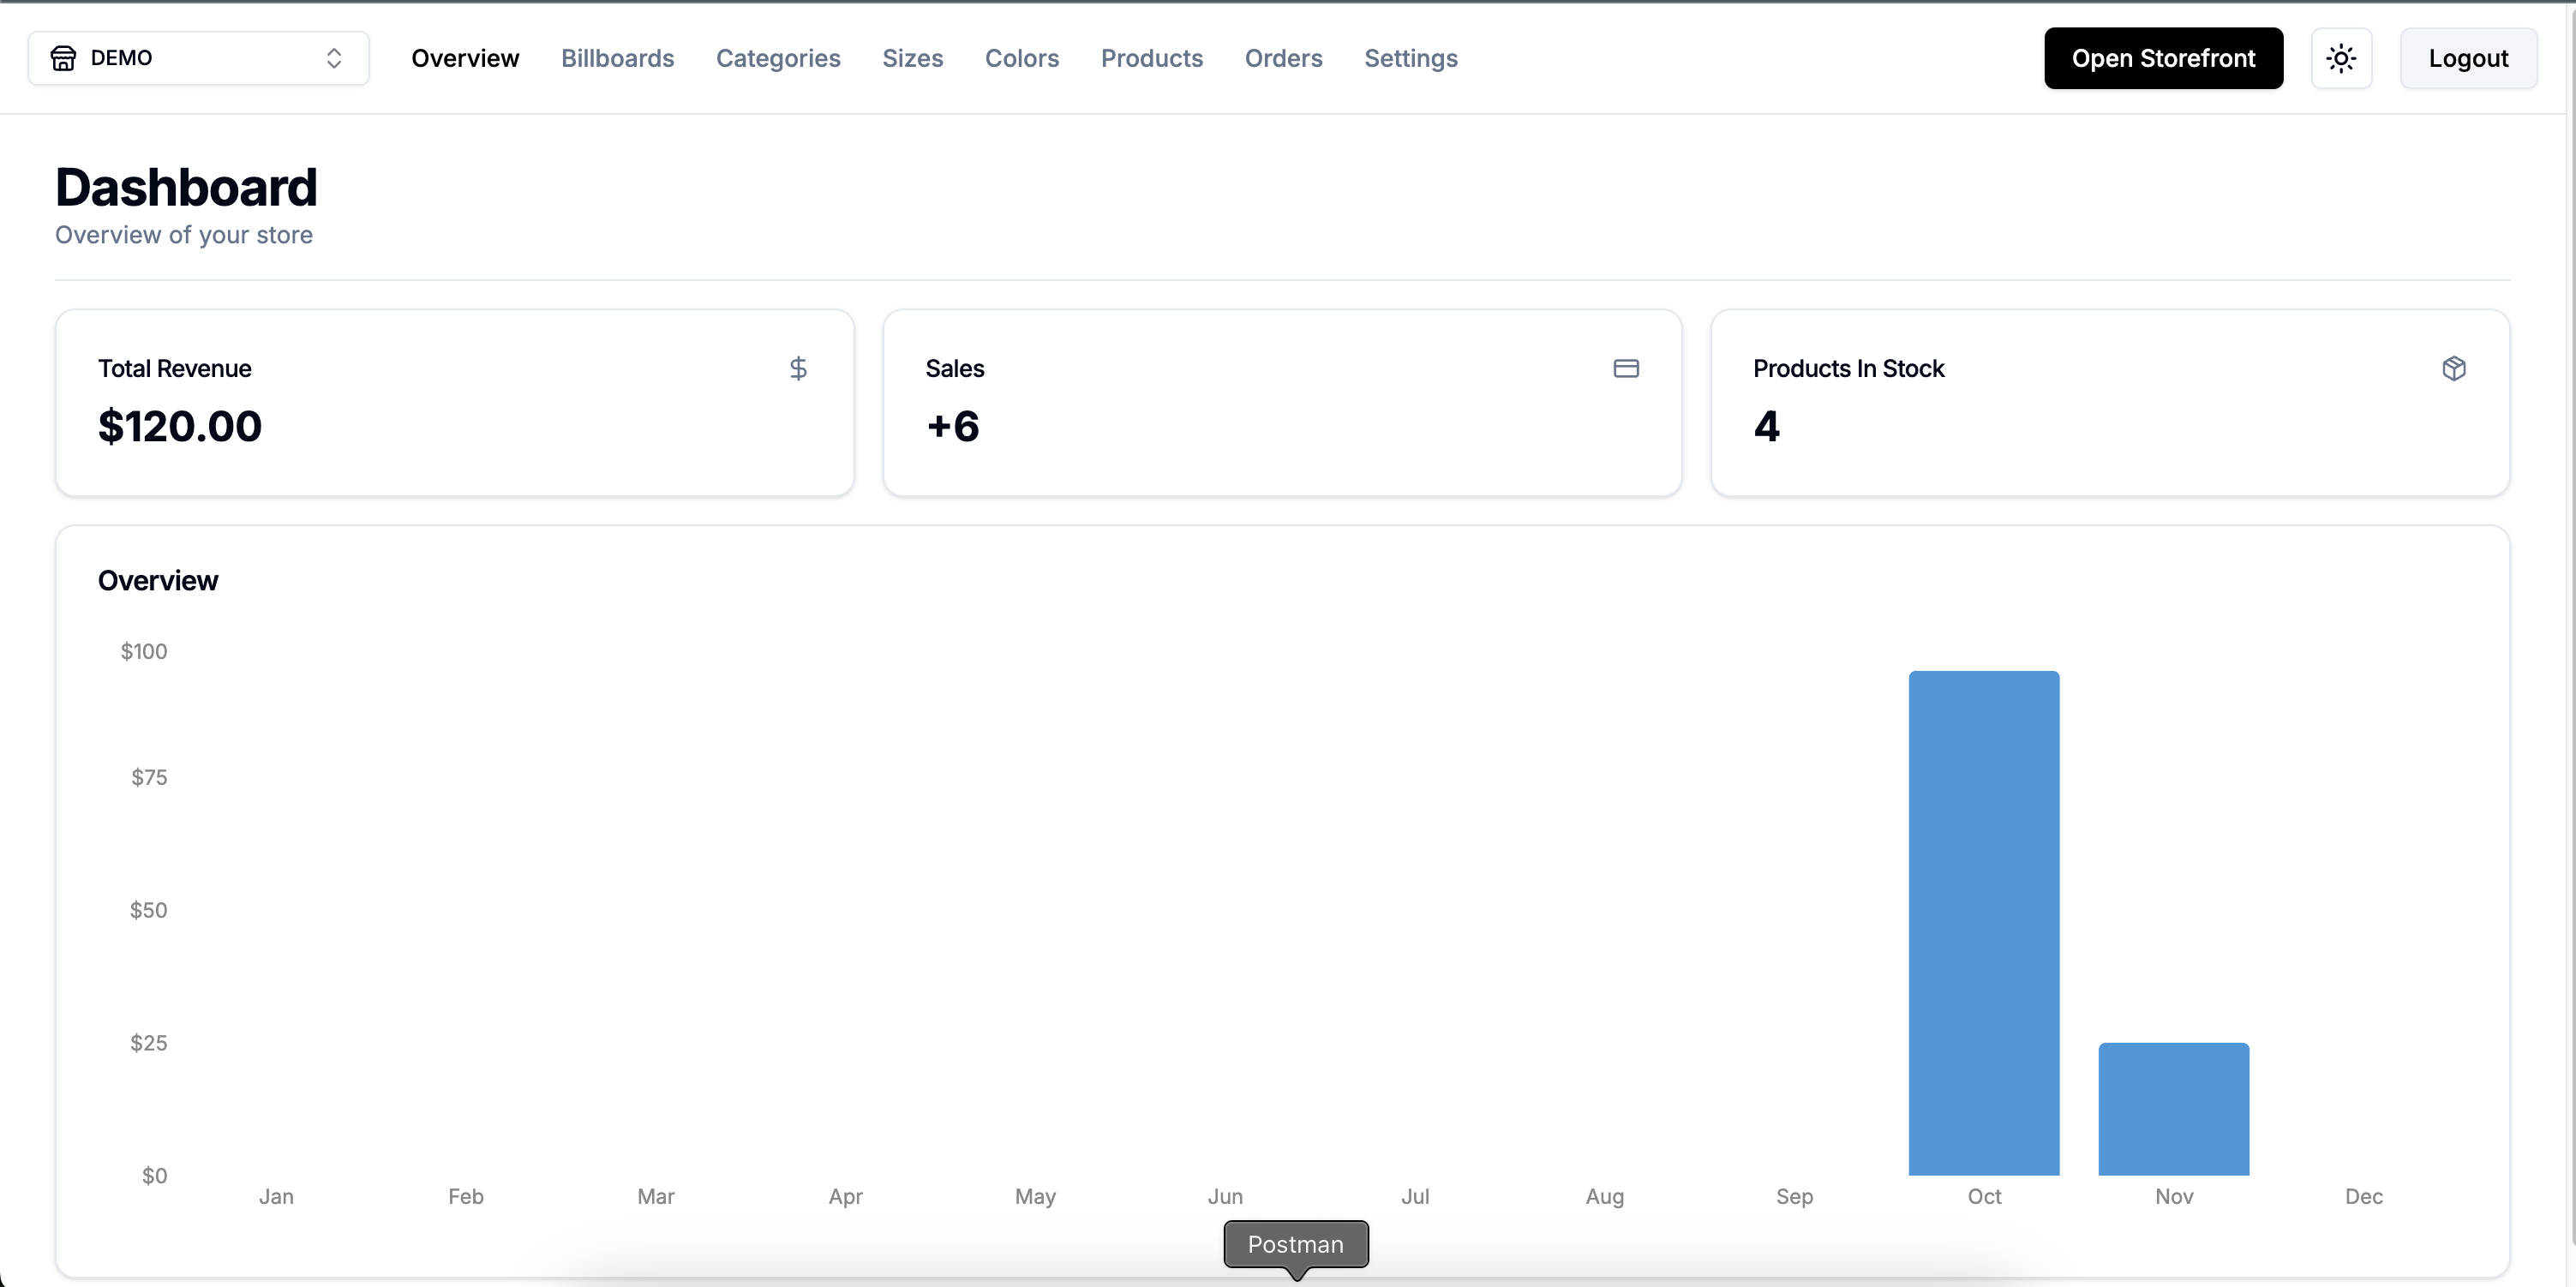 DEMO Overview Billboards Categories Sizes Colors Products Orders Settings Open Storefront Logout
Dashboard
Overview of your store
Total Revenue
$120.00
Sales
+6
Products In Stock
4
Overview
$100
$75
$50
$25
$0
Jan Feb Mar Apr May Jun Jul Aug Sep Oct Nov Dec
Postman